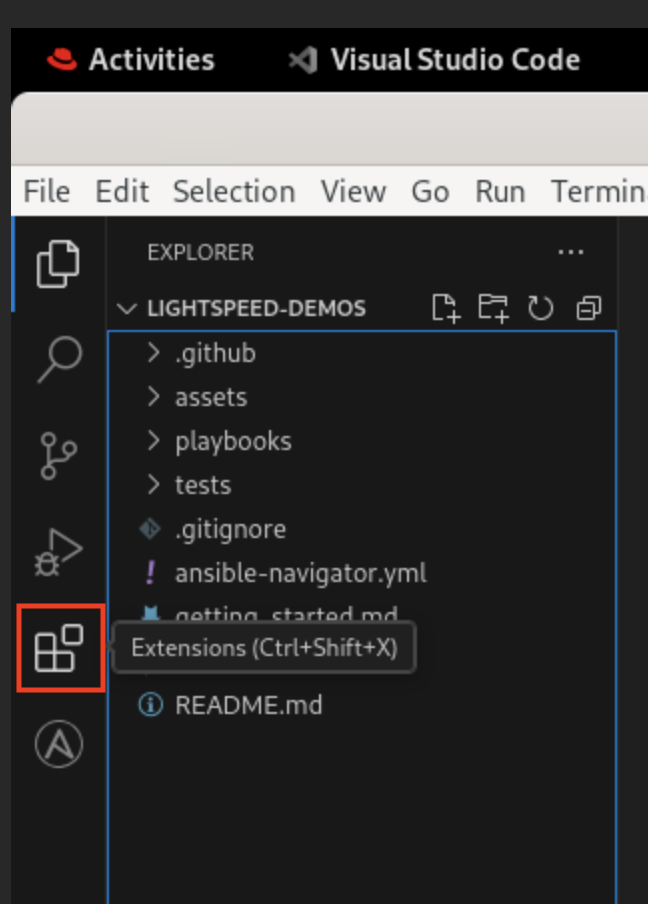 Activities Visual Studio Code
File Edit Selection View Go Run Termin
EXPLORER ...
LIGHTSPEED-DEMOS
.github
assets
playbooks
tests
.gitignore
! ansible-navigator.yml
getting_started.md
Extensions (Ctrl+Shift+X)
README.md